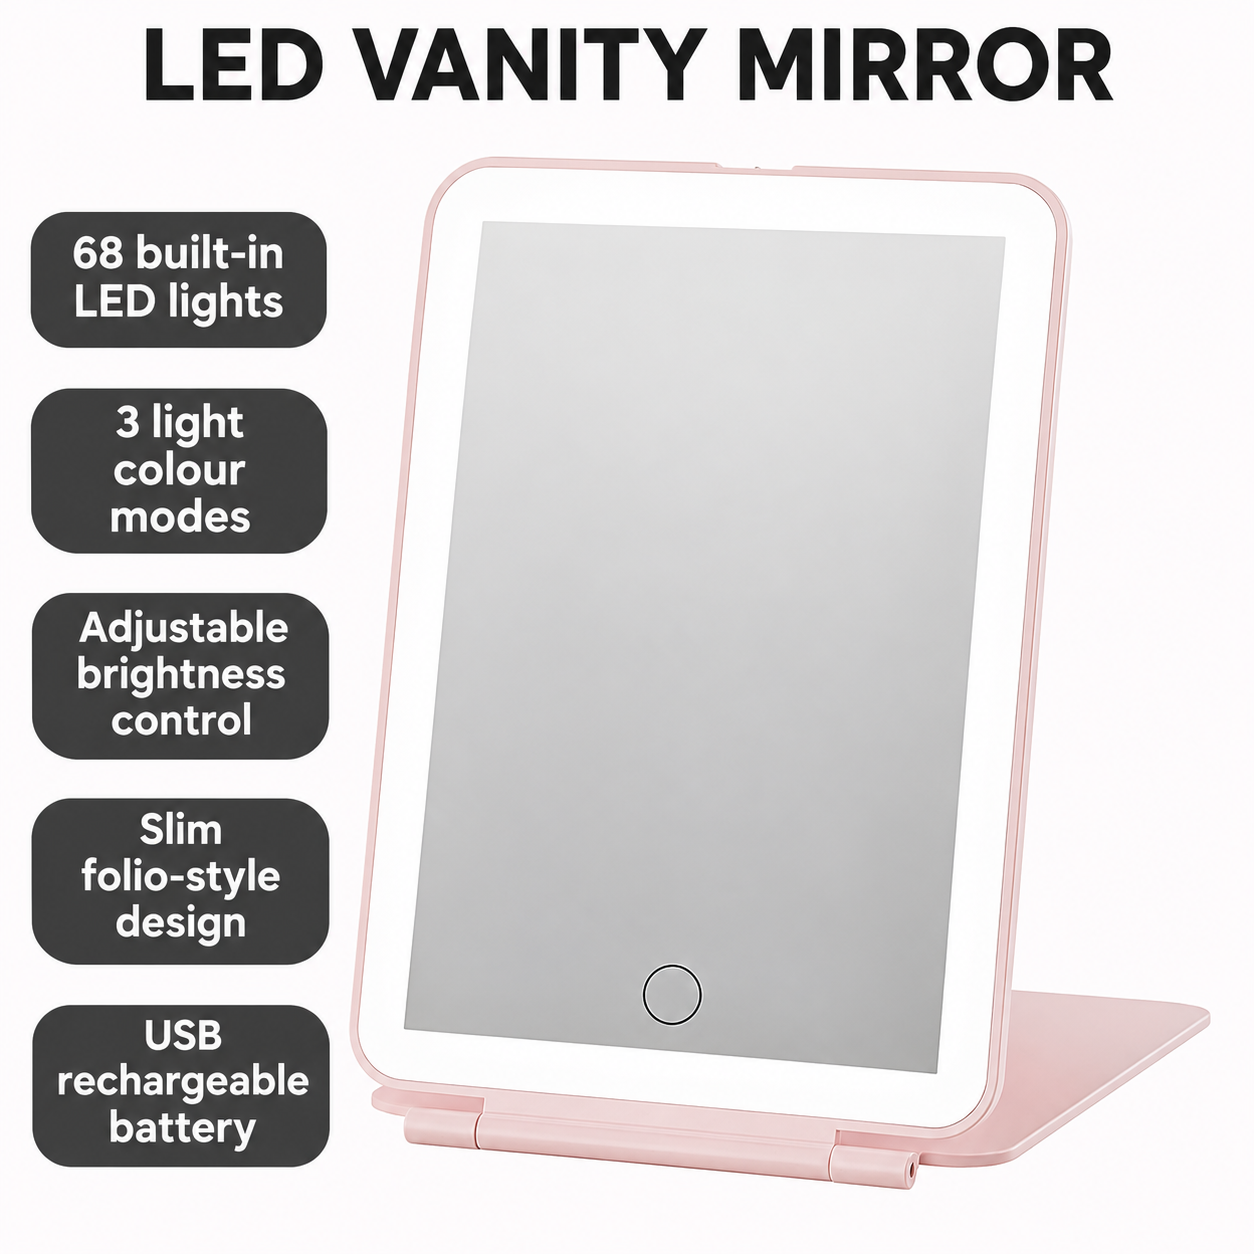 LED VANITY MIRROR
68 built-in
LED lights
3 light
colour
modes
Adjustable
brightness
control
Slim
folio-style
design
USB
rechargeable
battery